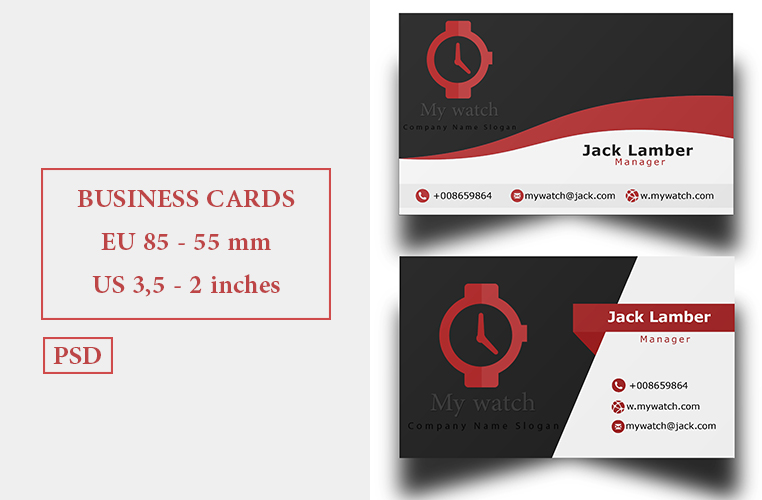 BUSINESS CARDS
EU 85 - 55 mm
US 3,5 - 2 inches
PSD
My watch
Company Name Slogan
Jack Lamber
Manager
+008659864
mywatch@jack.com
w.mywatch.com
My watch
Company Name Slogan
Jack Lamber
Manager
+008659864
w.mywatch.com
mywatch@jack.com